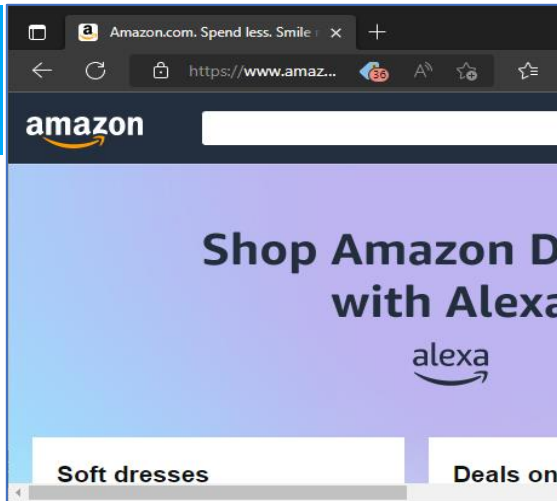 Amazon.com. Spend less. Smile
https://www.amaz...
36
amazon
Shop Amazon D
with Alexa
alexa
Soft dresses
Deals on